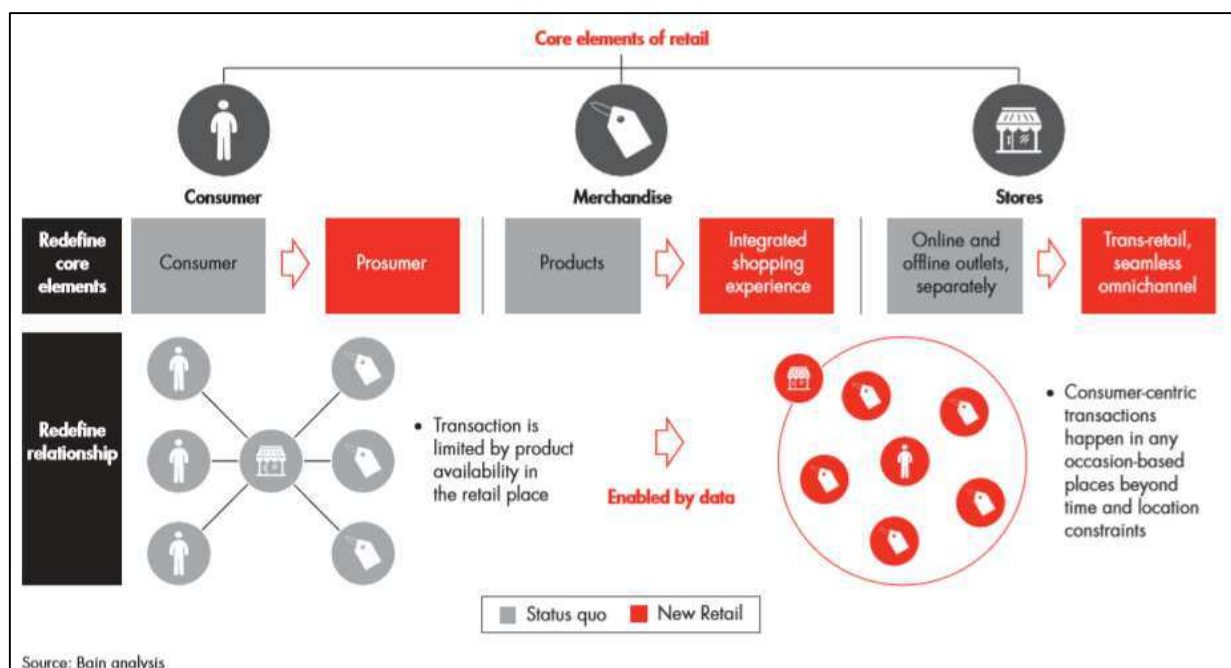 Core elements of retail
Consumer
Merchandise
Stores
Redefine
core
elements
Consumer
Prosumer
Products
Integrated
shopping
experience
Online and
offline outlets,
separately
Trans-retail,
seamless
omnichannel
Redefine
relationship
• Transaction is
limited by product
availability in
the retail place
Enabled by data
• Consumer-centric
transactions
happen in any
occasion-based
places beyond
time and location
constraints
Status quo
New Retail
Source: Bain analysis